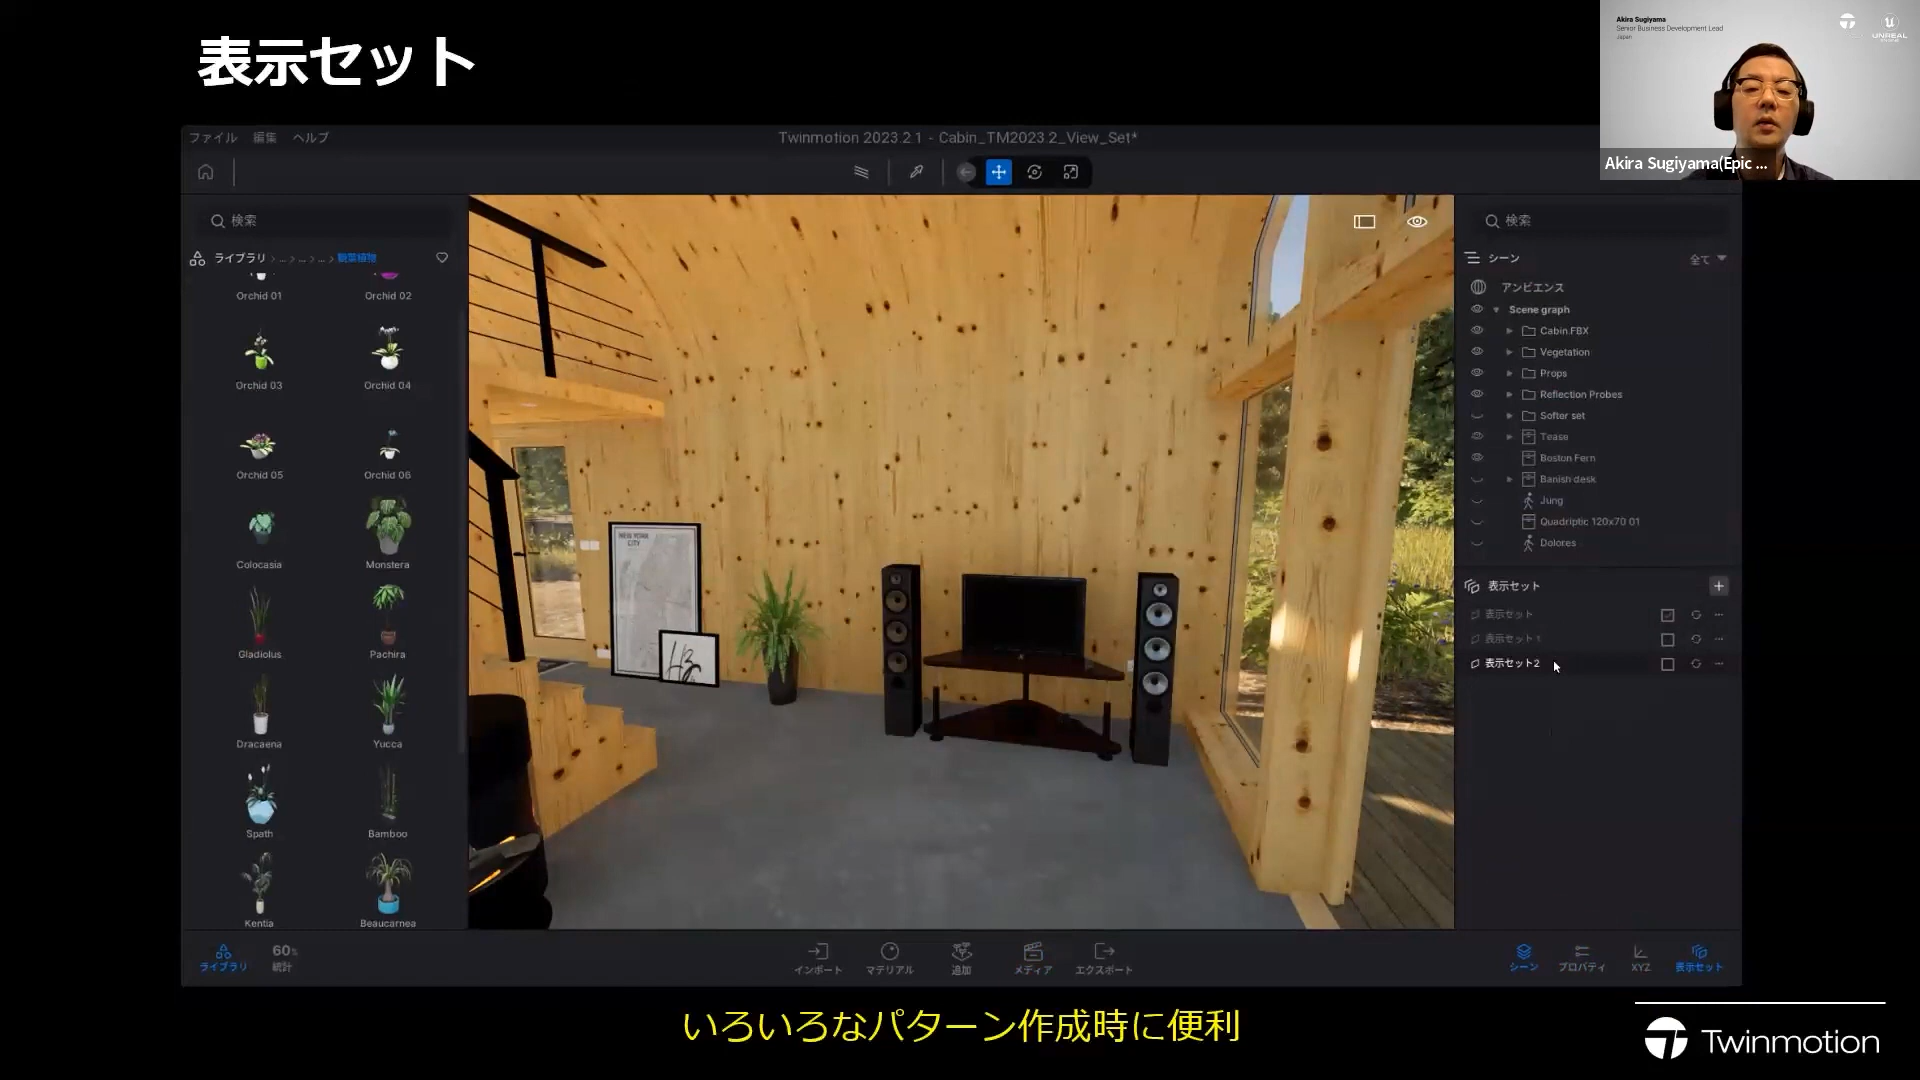 表示セット
Akira Sugiyama
Senior Business Development Lead
Japan
UNREAL
Akira Sugiyama(Epic ...
ファイル 編集 ヘルプ
Twinmotion 2023.2.1 - Cabin_TM2023.2_View_Set*
検索
ライブラリ > ... > ... > ... > 観葉植物
Orchid 01
Orchid 02
Orchid 03
Orchid 04
Orchid 05
Orchid 06
Colocasia
Monstera
Gladiolus
Pachira
Dracaena
Yucca
Spath
Bamboo
Kentia
Beaucarnea
NEW YORK
CITY
検索
シーン
全て
アンビエンス
Scene graph
Cabin.FBX
Vegetation
Props
Reflection Probes
Softer set
Tease
Boston Fern
Banish desk
Jung
Quadriptic 120x70 01
Dolores
表示セット
表示セット
表示セット1
表示セット2
ライブラリ
60%
統計
インポート
マテリアル
追加
メディア
エクスポート
シーン
プロパティ
XYZ
表示セット
いろいろなパターン作成時に便利
Twinmotion